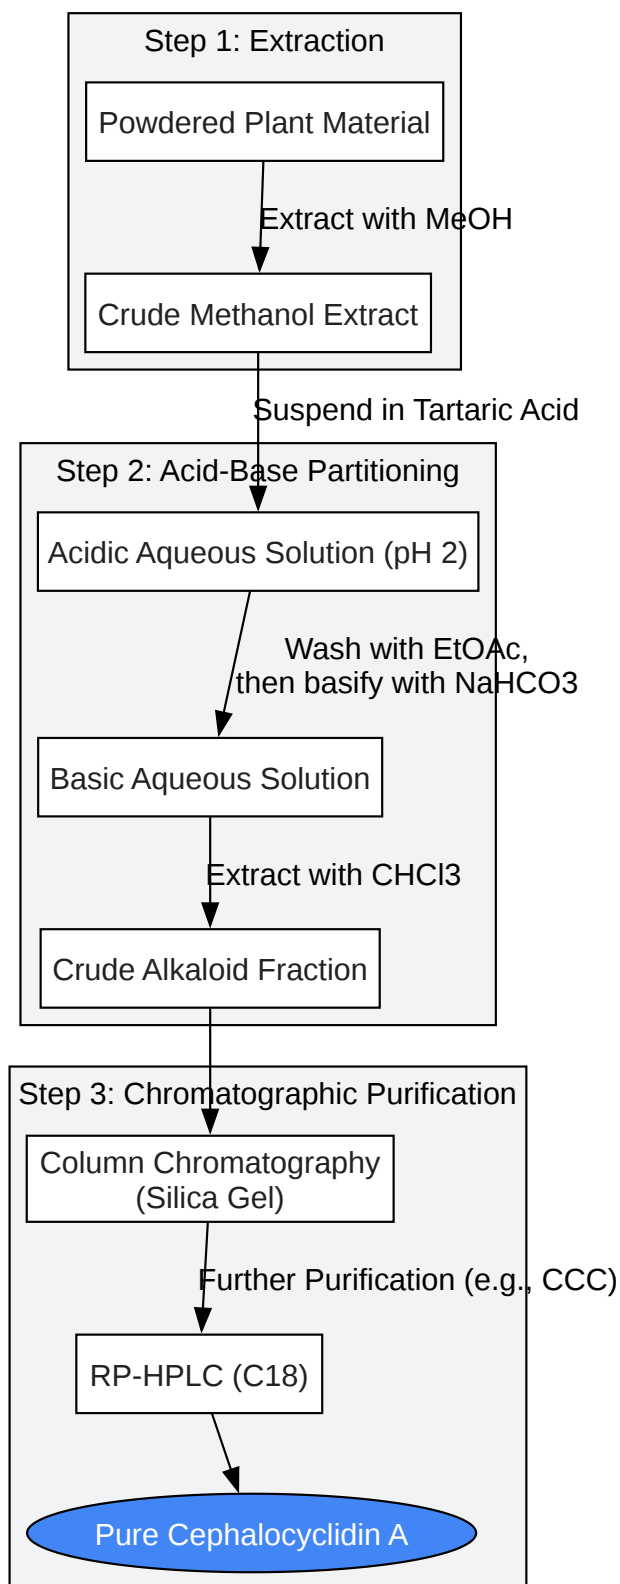 Step 1: Extraction
Powdered Plant Material
Extract with MeOH
Crude Methanol Extract
Suspend in Tartaric Acid
Step 2: Acid-Base Partitioning
Acidic Aqueous Solution (pH 2)
Wash with EtOAc,
then basify with NaHCO3
Basic Aqueous Solution
Extract with CHCl3
Crude Alkaloid Fraction
Step 3: Chromatographic Purification
Column Chromatography
(Silica Gel)
Further Purification (e.g., CCC)
RP-HPLC (C18)
Pure Cephalocyclidin A